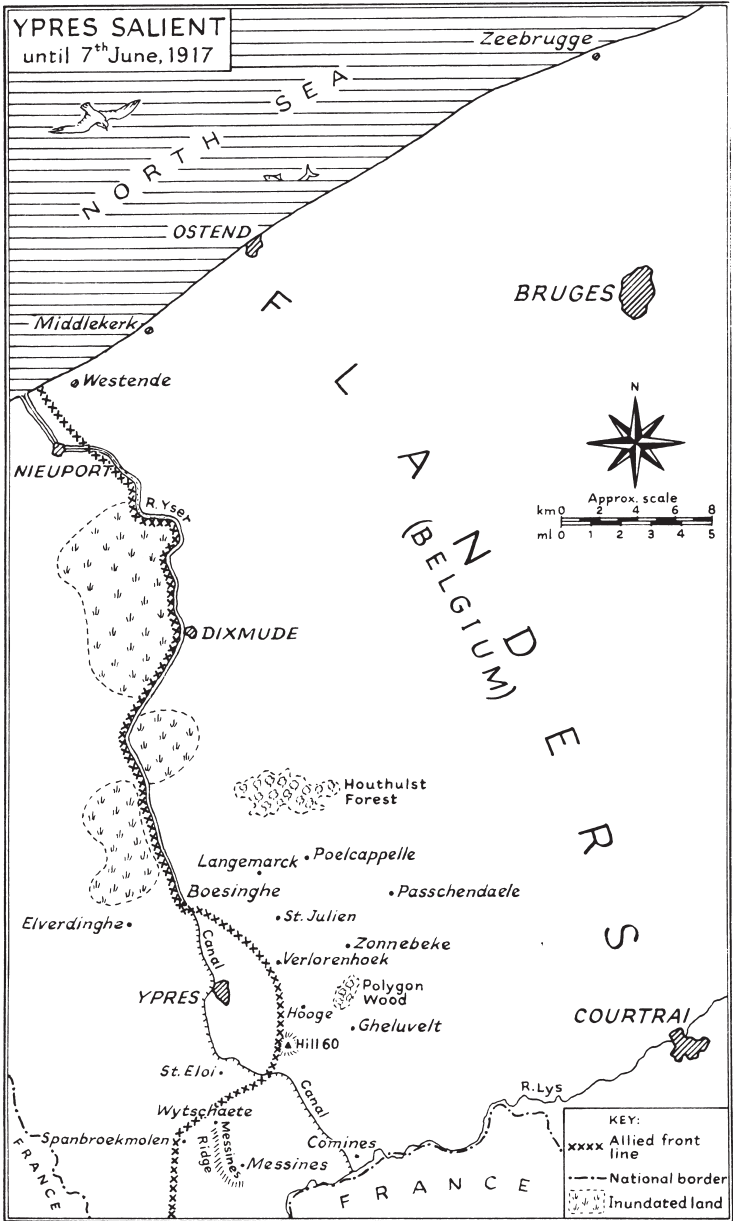 YPRES SALIENT
until 7th June, 1917
Zeebrugge
NORTH SEA
OSTEND
BRUGES
Middlekerk
Westende
NIEUPORT
R. Yser
N
Approx. scale
km 0 2 4 6 8
ml 0 1 2 3 4 5
FLANDERS
(BELGIUM)
DIXMUDE
Houthulst
Forest
Langemarck
Poelcappelle
Boesinghe
Passchendaele
Elverdinghe
St. Julien
Canal
Zonnebeke
Verlorenhoek
YPRES
Polygon
Wood
Hooge
Gheluvelt
COURTRAI
Hill 60
St. Eloi
Canal
R. Lys
Wytschaete
Spanbroekmolen
Messines
Ridge
Messines
Comines
FRANCE
FRANCE
KEY:
xxxx Allied front
line
National border
Inundated land